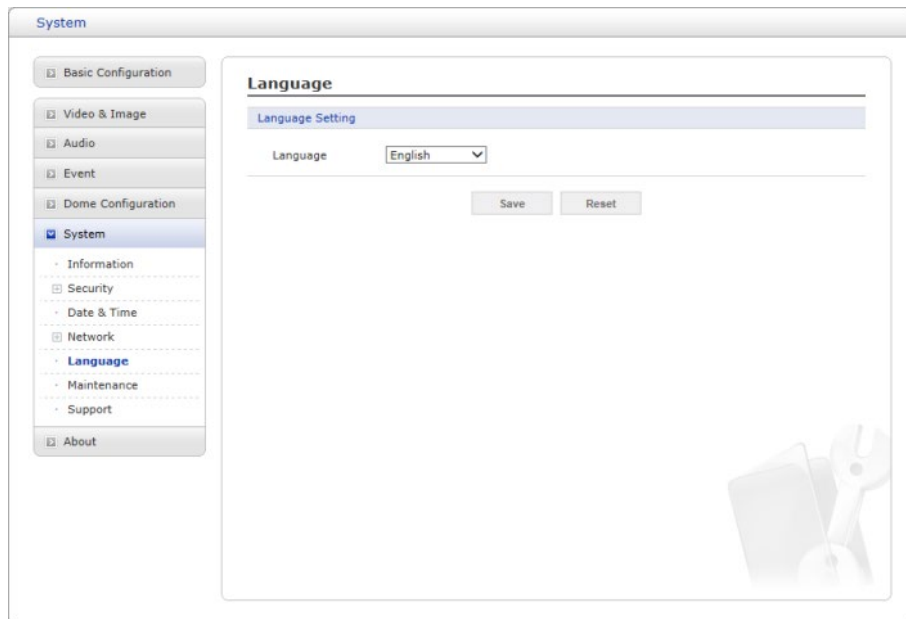 System
Basic Configuration
Video & Image
Audio
Event
Dome Configuration
System
Information
Security
Date & Time
Network
Language
Maintenance
Support
About
Language
Language Setting
Language English
Save Reset